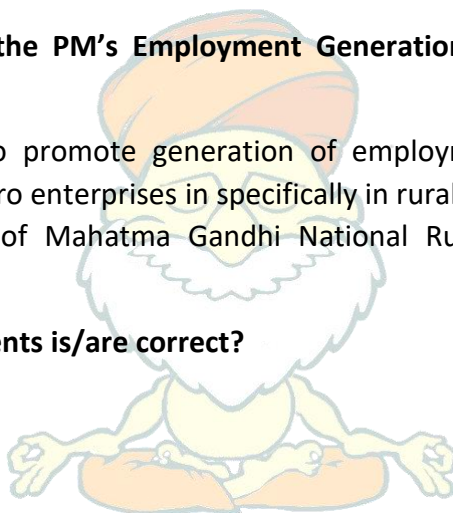 the PM's Employment Generation
promote generation of employ
ro enterprises in specifically in rural
of Mahatma Gandhi National Ru
nts is/are correct?